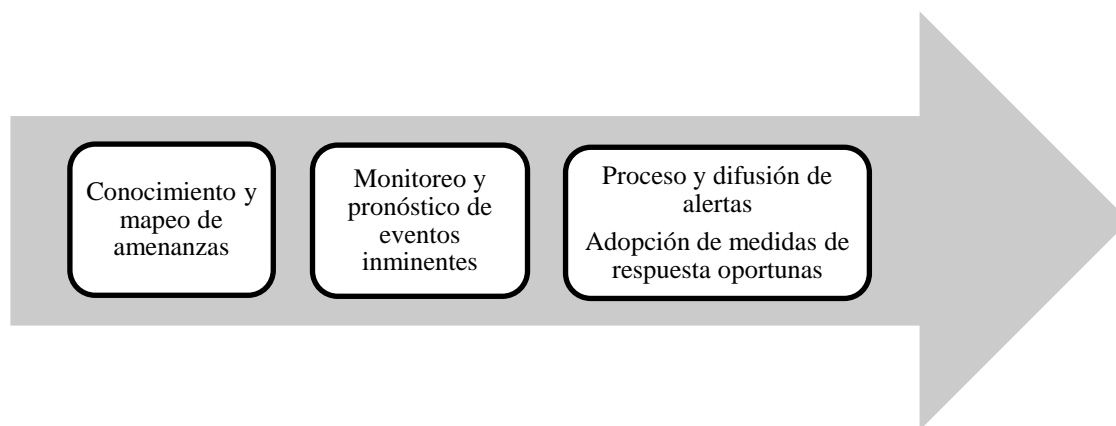 Conocimiento y
mapeo de
amenanzas
Monitoreo y
pronóstico de
eventos
inminentes
Proceso y difusión de
alertas
Adopción de medidas de
respuesta oportunas